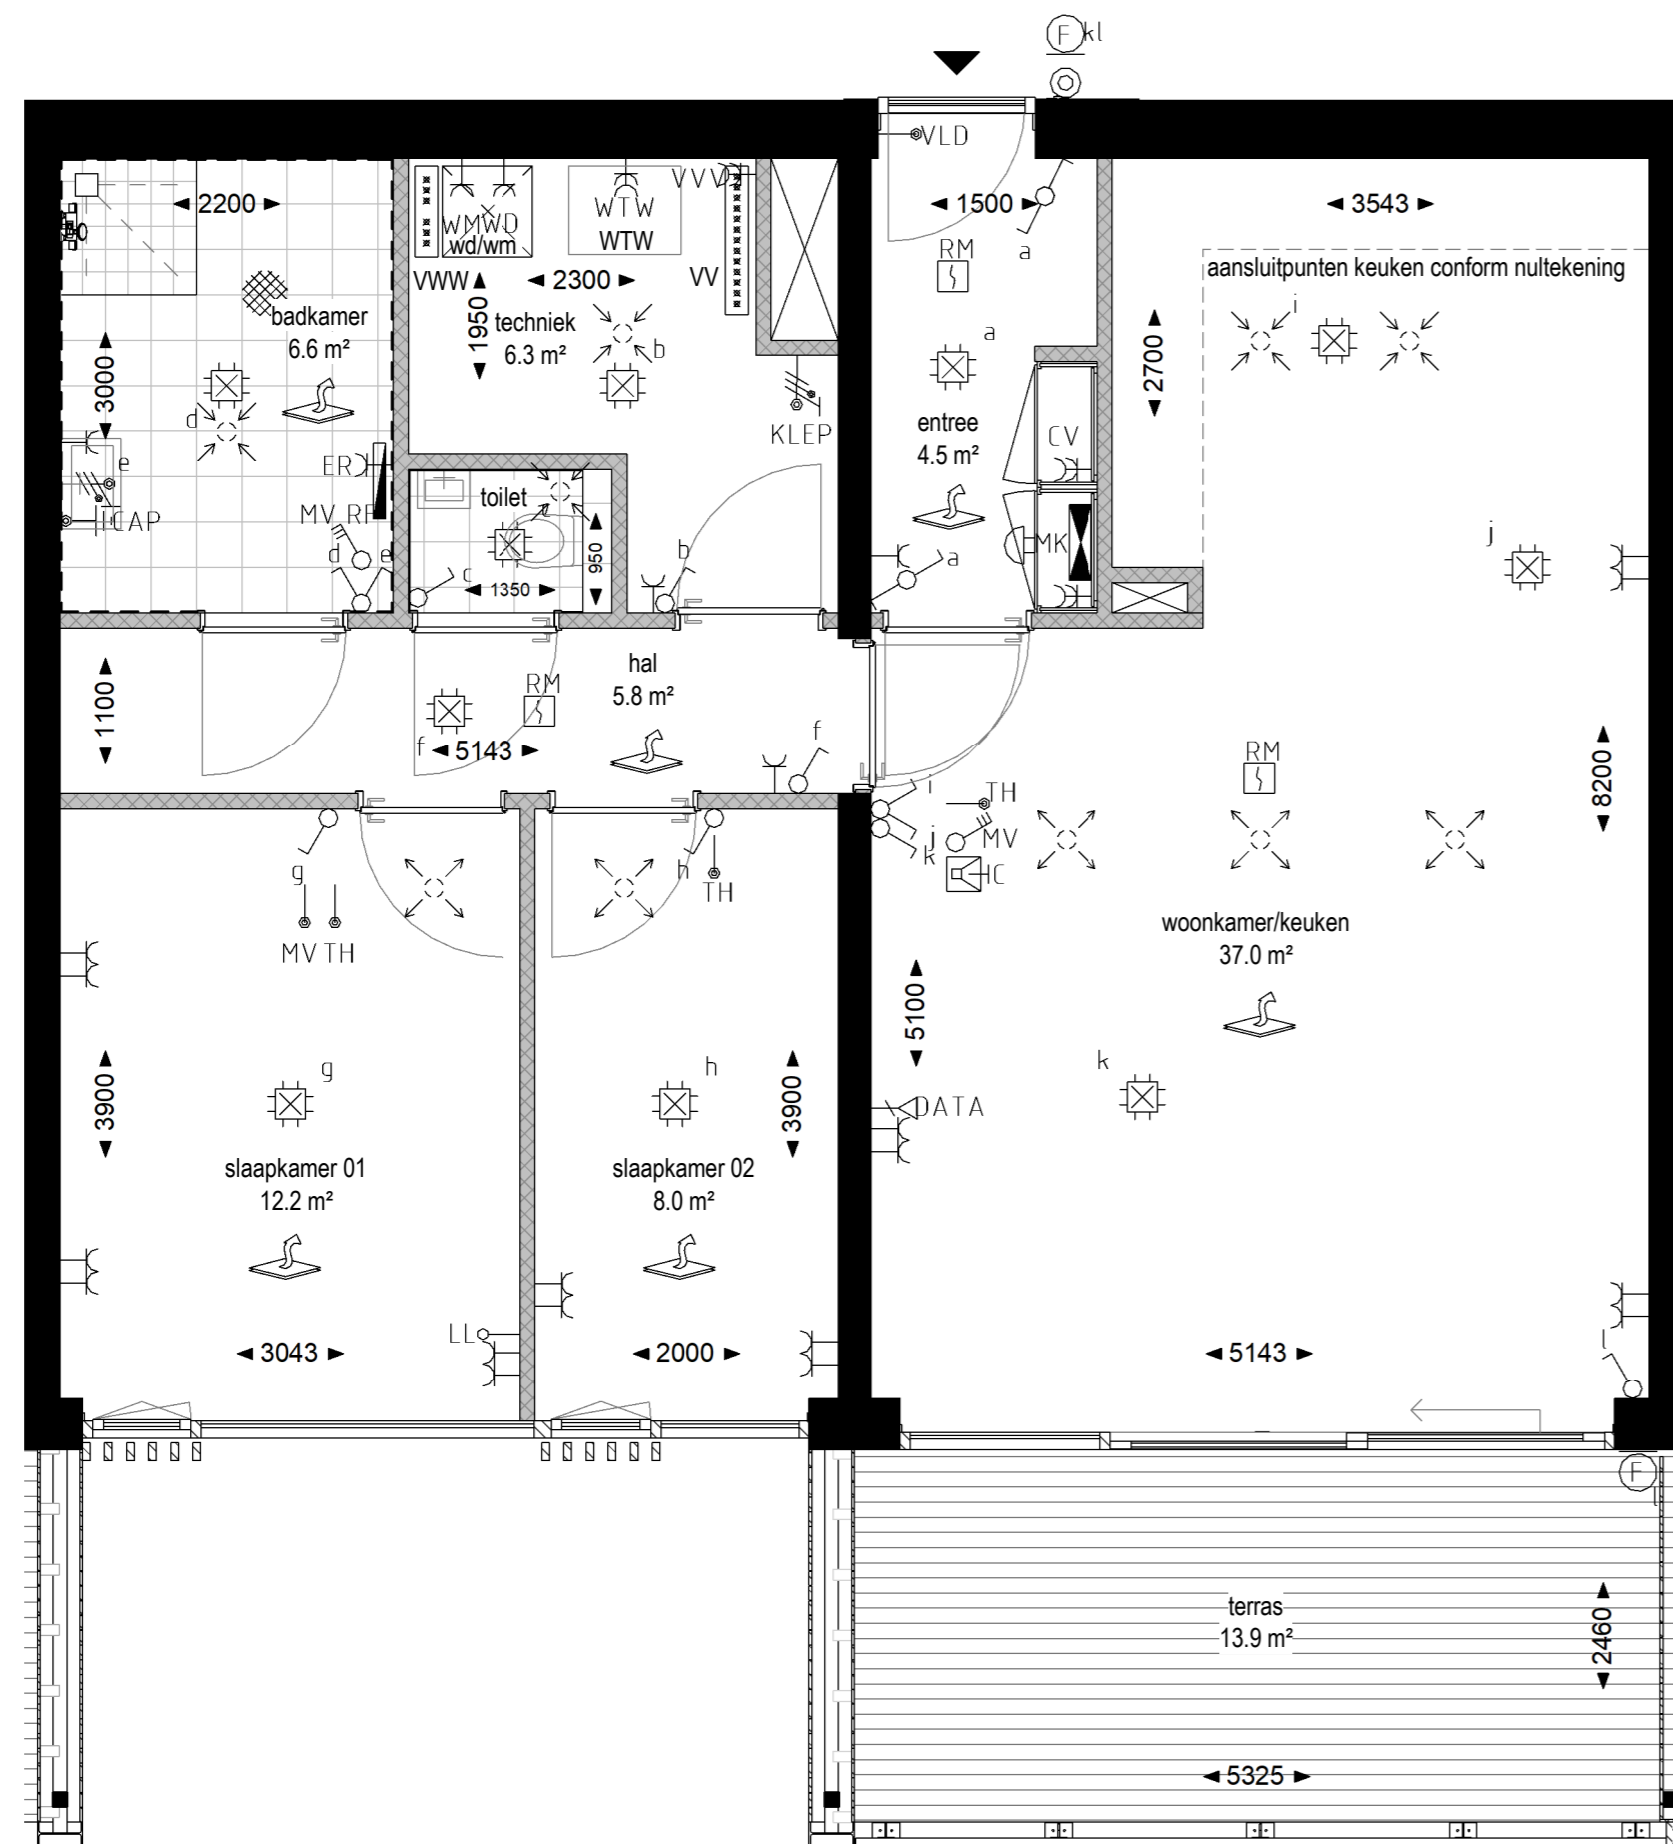 F kl
VLD
2200
1500
3543
VVVD
WMWD
wd/wm
WTW
WTW
a
RM
aansluitpunten keuken conform nultekening
VWW
2300
VV
1950
badkamer
6.6 m²
techniek
6.3 m²
b
a
i
3000
2700
d
KLEP
entree
4.5 m²
CV
e
ER
toilet
CAP
MV RF
j
MK
d
e
c
1350
950
b
a
hal
5.8 m²
RM
1100
f
5143
f
RM
8200
i
TH
j
MV
k
g
h
TH
MV TH
woonkamer/keuken
37.0 m²
5100
g
h
k
3900
3900
DATA
slaapkamer 01
12.2 m²
slaapkamer 02
8.0 m²
LL
3043
2000
5143
l
F
l
terras
13.9 m²
2460
5325